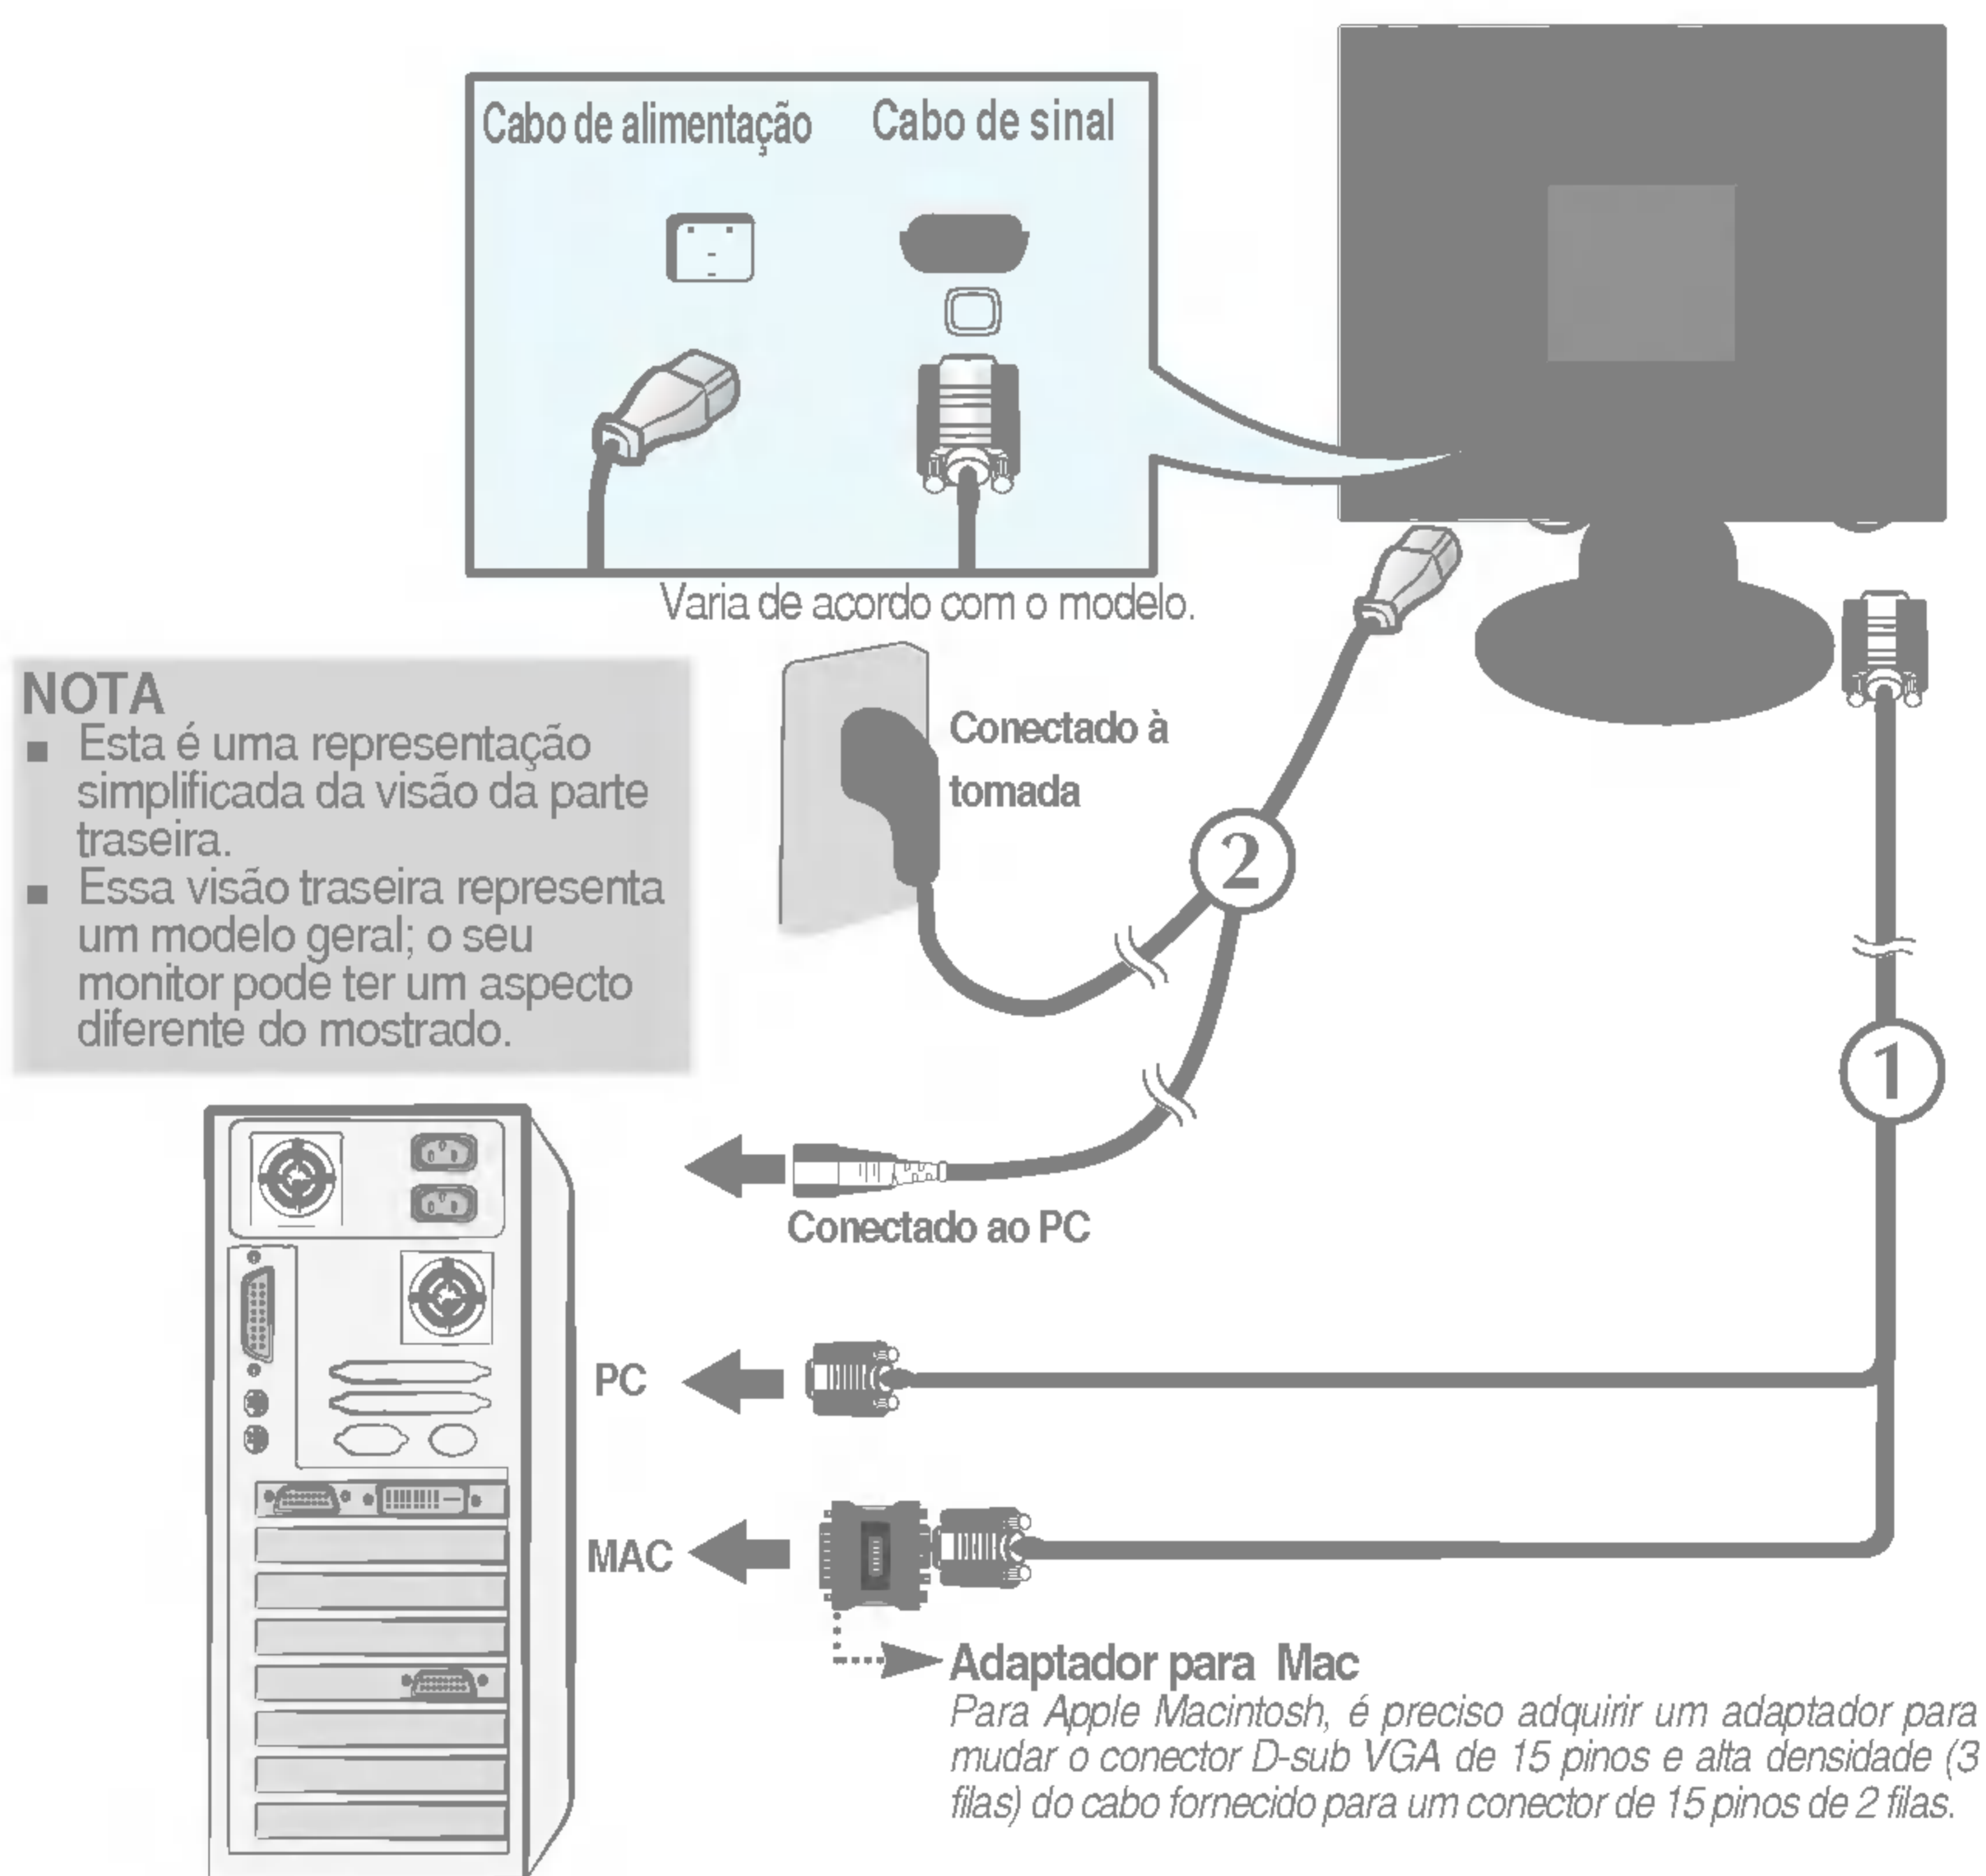 Cabo de alimentação
Cabo de sinal
Varia de acordo com o modelo.
NOTA
■ Esta é uma representação
simplificada da visão da parte
traseira.
■ Essa visão traseira representa
um modelo geral; o seu
monitor pode ter um aspecto
diferente do mostrado.
Conectado à
tomada
2
1
Conectado ao PC
PC
MAC
Adaptador para Mac
Para Apple Macintosh, é preciso adquirir um adaptador para
mudar o conector D-sub VGA de 15 pinos e alta densidade (3
filas) do cabo fornecido para um conector de 15 pinos de 2 filas.